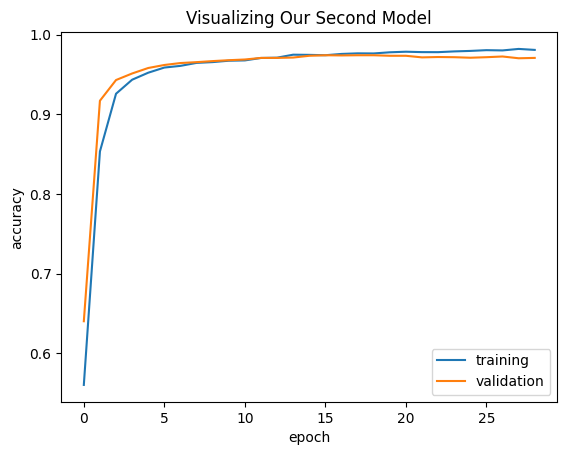 Visualizing Our Second Model
1.0
0.9
0.8
0.7
0.6
accuracy
0 5 10 15 20 25
epoch
training
validation